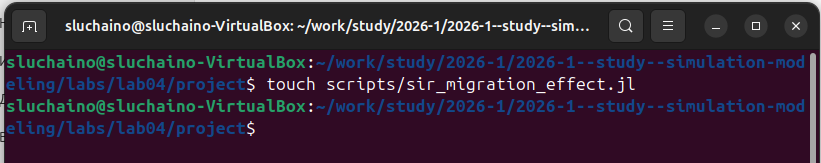 sluchaino@sluchaino-VirtualBox: ~/work/study/2026-1/2026-1--study--sim…
sluchaino@sluchaino-VirtualBox:~/work/study/2026-1/2026-1--study--simulation-mod
eling/labs/lab04/project$ touch scripts/sir_migration_effect.jl
sluchaino@sluchaino-VirtualBox:~/work/study/2026-1/2026-1--study--simulation-mod
eling/labs/lab04/project$